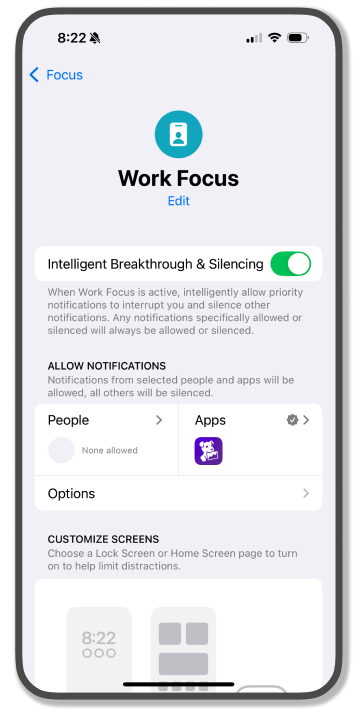 8:22
Focus
Work Focus
Edit
Intelligent Breakthrough & Silencing
When Work Focus is active, intelligently allow priority
notifications to interrupt you and silence other
notifications. Any notifications specifically allowed or
silenced will always be allowed or silenced.
ALLOW NOTIFICATIONS
Notifications from selected people and apps will be
allowed, all others will be silenced.
People
Apps
None allowed
Options
CUSTOMIZE SCREENS
Choose a Lock Screen or Home Screen page to turn
on to help limit distractions.
8:22